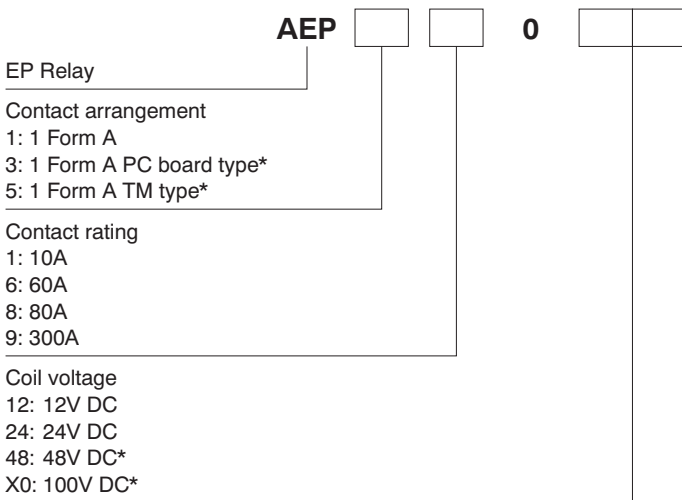 AEP 0
EP Relay
Contact arrangement
1: 1 Form A
3: 1 Form A PC board type*
5: 1 Form A TM type*
Contact rating
1: 10A
6: 60A
8: 80A
9: 300A
Coil voltage
12: 12V DC
24: 24V DC
48: 48V DC*
X0: 100V DC*